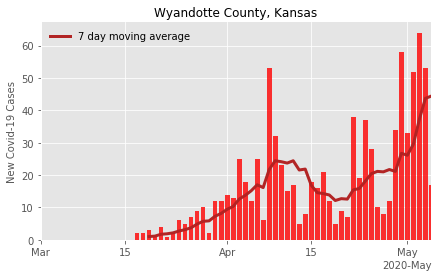 Wyandotte County, Kansas
7 day moving average
New Covid-19 Cases
60
50
40
30
20
10
0
Mar
15
Apr
15
May
2020-May